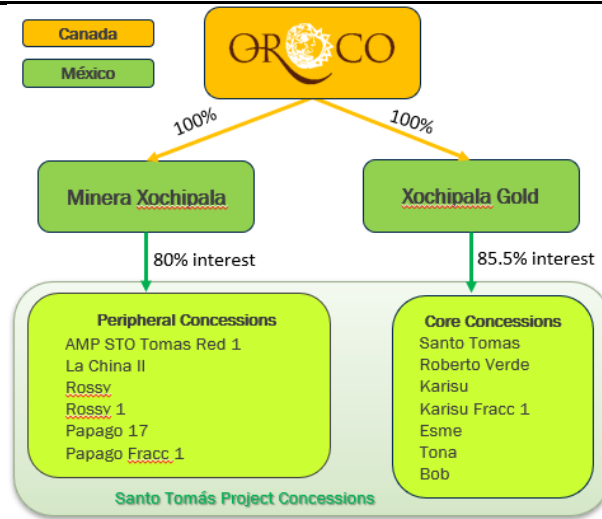 Canada
México
OROCO
100%
100%
Minera Xochipala
Xochipala Gold
80% interest
85.5% interest
Peripheral Concessions
AMP STO Tomas Red 1
La China II
Rossy
Rossy 1
Papago 17
Papago Fracc 1
Core Concessions
Santo Tomas
Roberto Verde
Karisu
Karisu Fracc 1
Esme
Tona
Bob
Santo Tomás Project Concessions